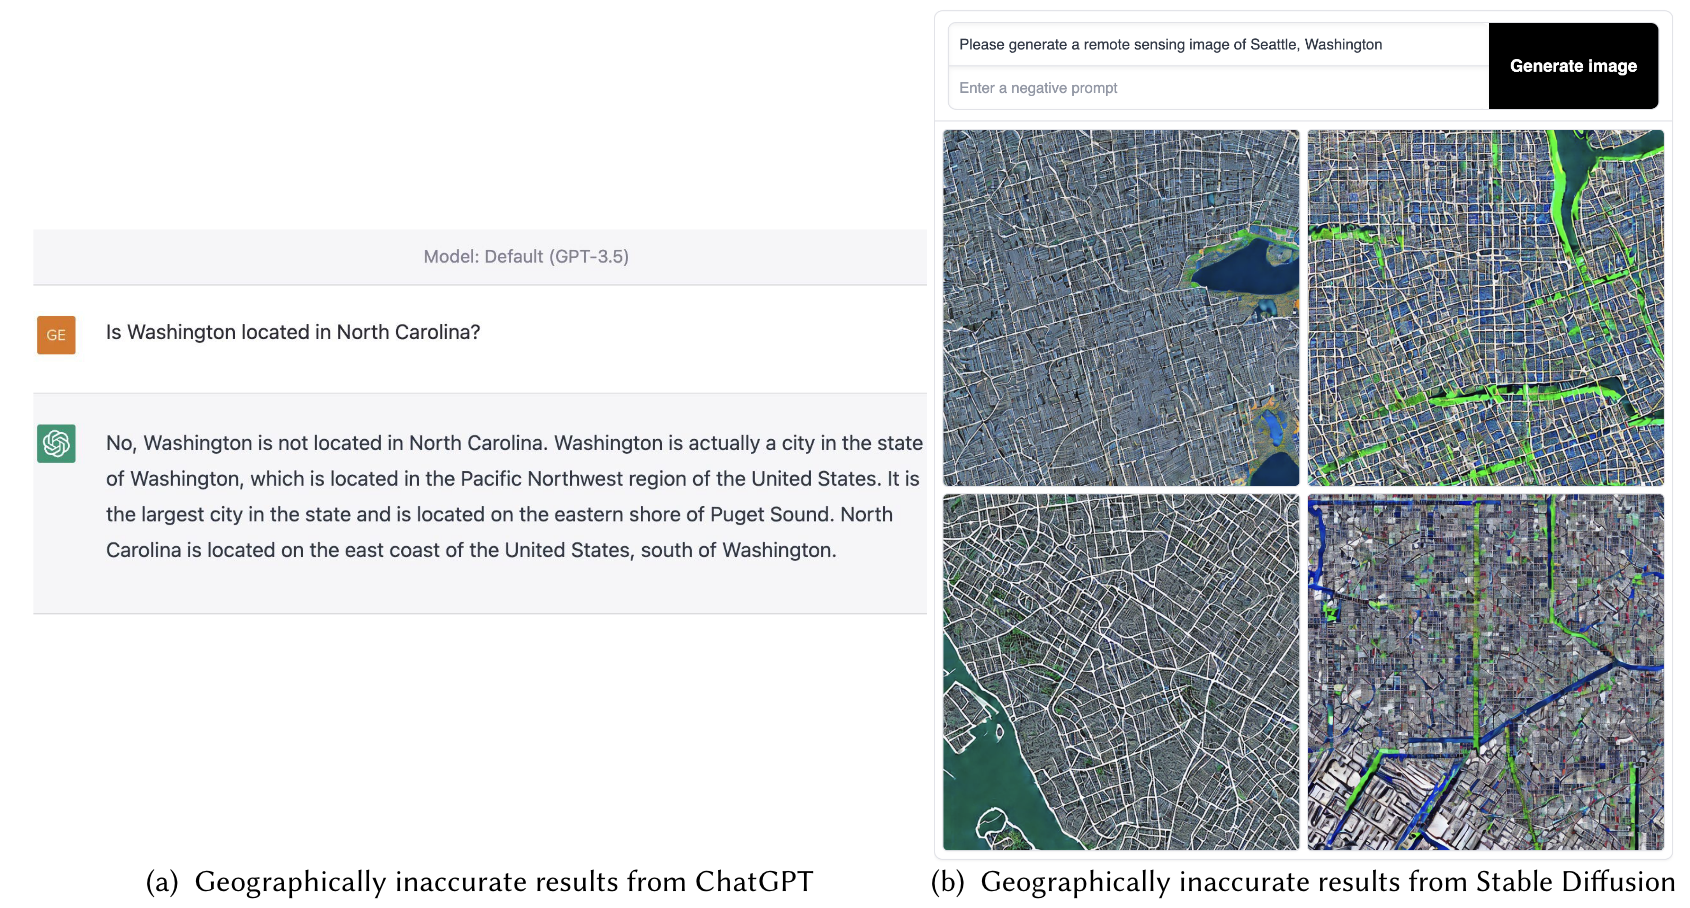 Model: Default (GPT-3.5)
GE
Is Washington located in North Carolina?
No, Washington is not located in North Carolina. Washington is actually a city in the state
of Washington, which is located in the Pacific Northwest region of the United States. It is
the largest city in the state and is located on the eastern shore of Puget Sound. North
Carolina is located on the east coast of the United States, south of Washington.
(a) Geographically inaccurate results from ChatGPT
Please generate a remote sensing image of Seattle, Washington
Enter a negative prompt
Generate image
(b) Geographically inaccurate results from Stable Diffusion